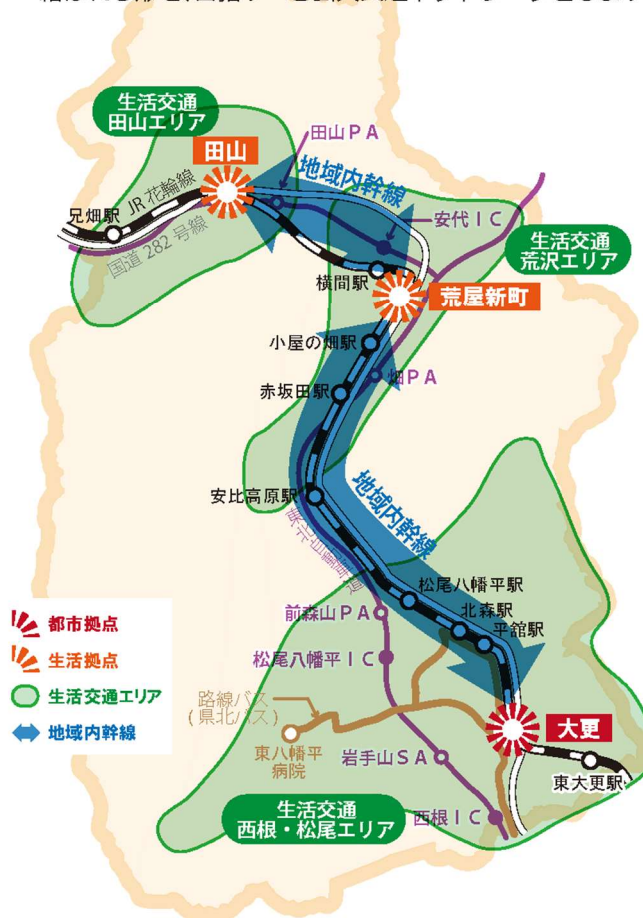 生活交通
田山エリア
田山PA
田山
地域内幹線
兄畑駅
JR花輪線
国道282号線
安代IC
生活交通
荒沢エリア
横間駅
荒屋新町
小屋の畑駅
畑PA
赤坂田駅
安比高原駅
地域内幹線
松尾八幡平駅
北森駅
平舘駅
前森山PA
松尾八幡平IC
都市拠点
生活拠点
生活交通エリア
地域内幹線
路線バス
(県北バス)
東八幡平
病院
大更
岩手山SA
東大更駅
生活交通
西根・松尾エリア
西根IC